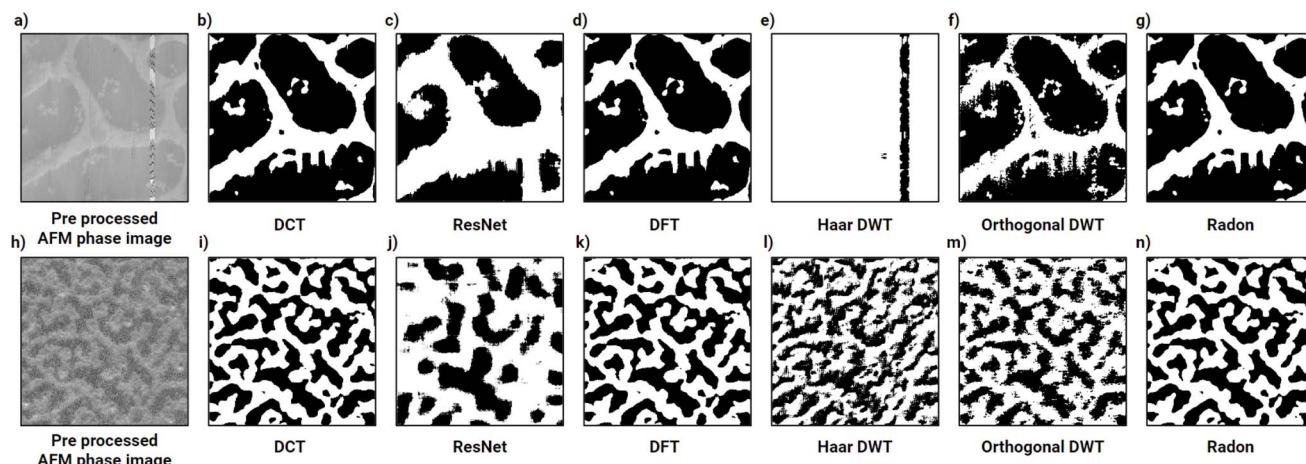 a) b) c) d) e) f) g)
Pre processed
AFM phase image
DCT ResNet DFT Haar DWT Orthogonal DWT Radon
h) i) j) k) l) m) n)
Pre processed
AFM phase image
DCT ResNet DFT Haar DWT Orthogonal DWT Radon